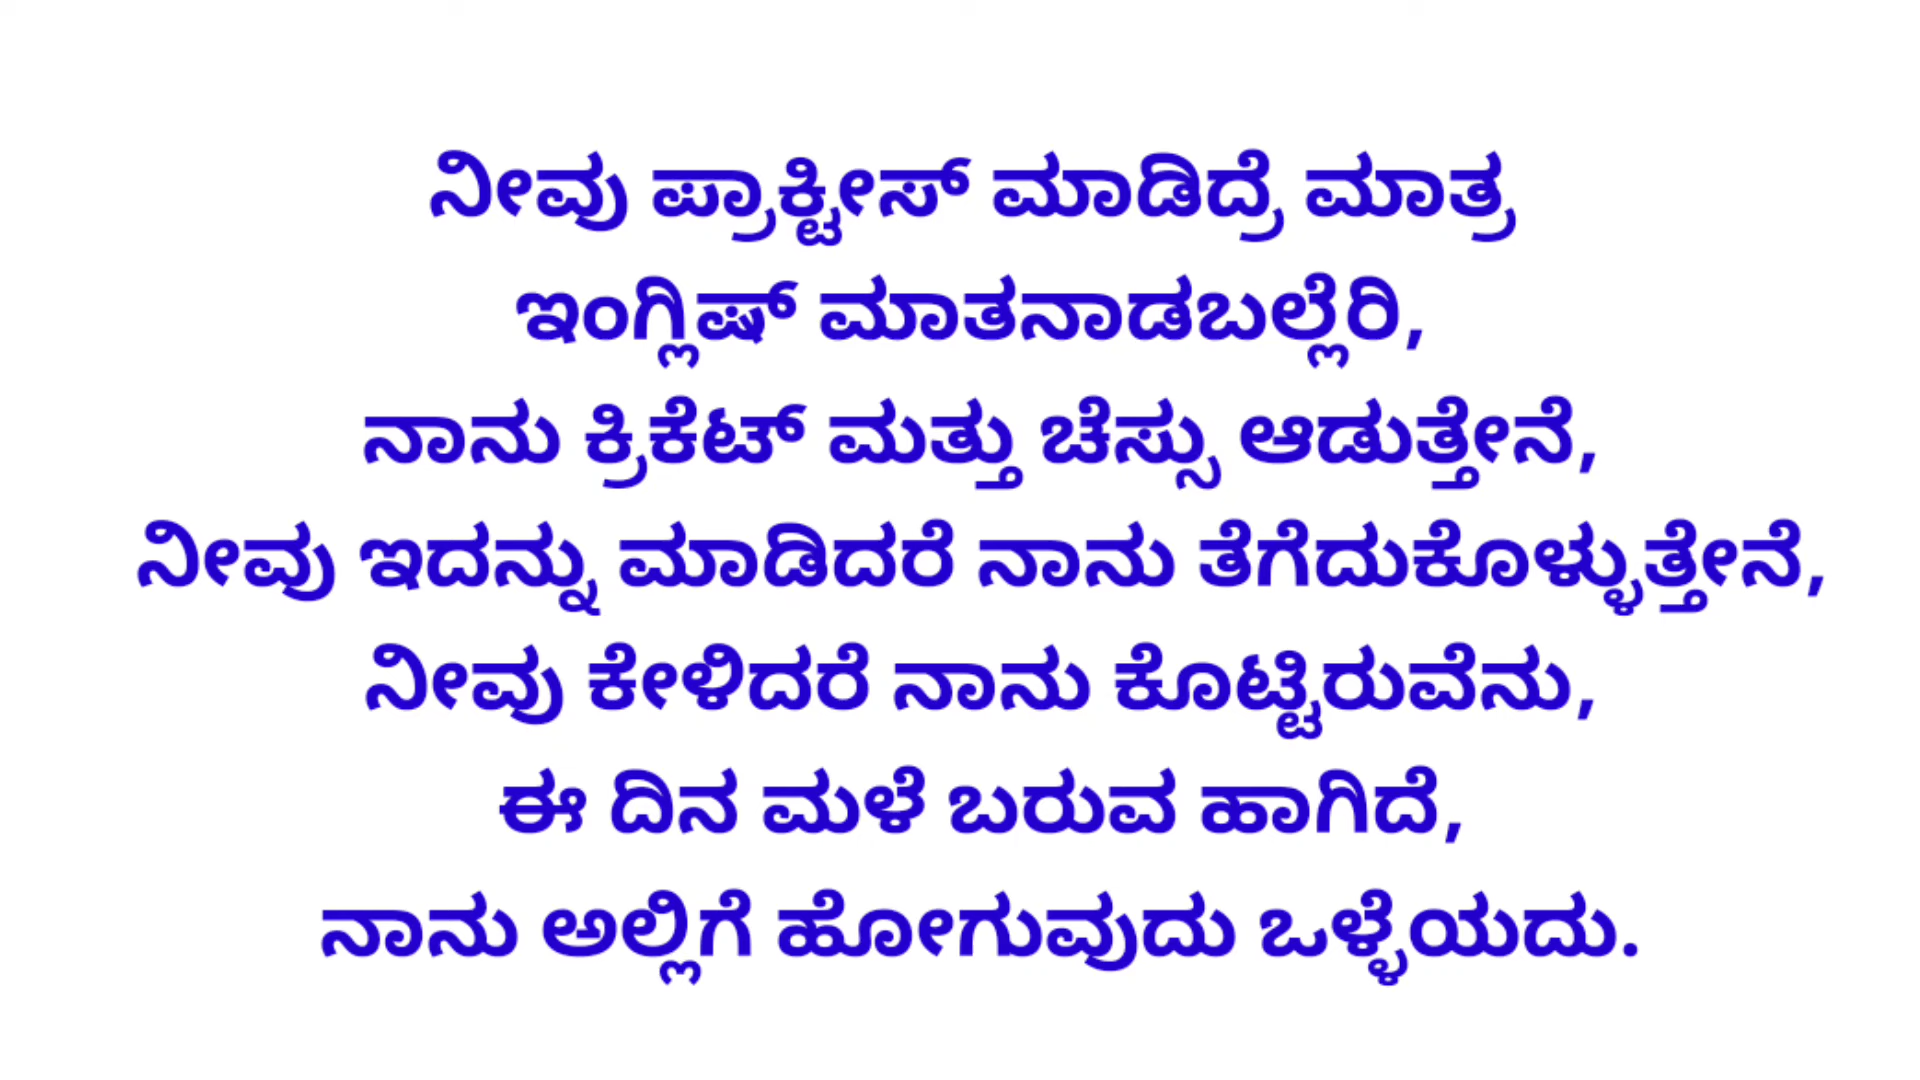 ನೀವು ಪ್ರಾಕ್ಟೀಸ್ ಮಾಡಿದ್ರೆ ಮಾತ್ರ
ಇಂಗ್ಲಿಷ್ ಮಾತನಾಡಬಲ್ಲೆರಿ,
ನಾನು ಕ್ರಿಕೆಟ್ ಮತ್ತು ಚೆಸ್ಸು ಆಡುತ್ತೇನೆ,
ನೀವು ಇದನ್ನು ಮಾಡಿದರೆ ನಾನು ತೆಗೆದುಕೊಳ್ಳುತ್ತೇನೆ,
ನೀವು ಕೇಳಿದರೆ ನಾನು ಕೊಟ್ಟಿರುವೆನು,
ಈ ದಿನ ಮಳೆ ಬರುವ ಹಾಗಿದೆ,
ನಾನು ಅಲ್ಲಿಗೆ ಹೋಗುವುದು ಒಳ್ಳೆಯದು.